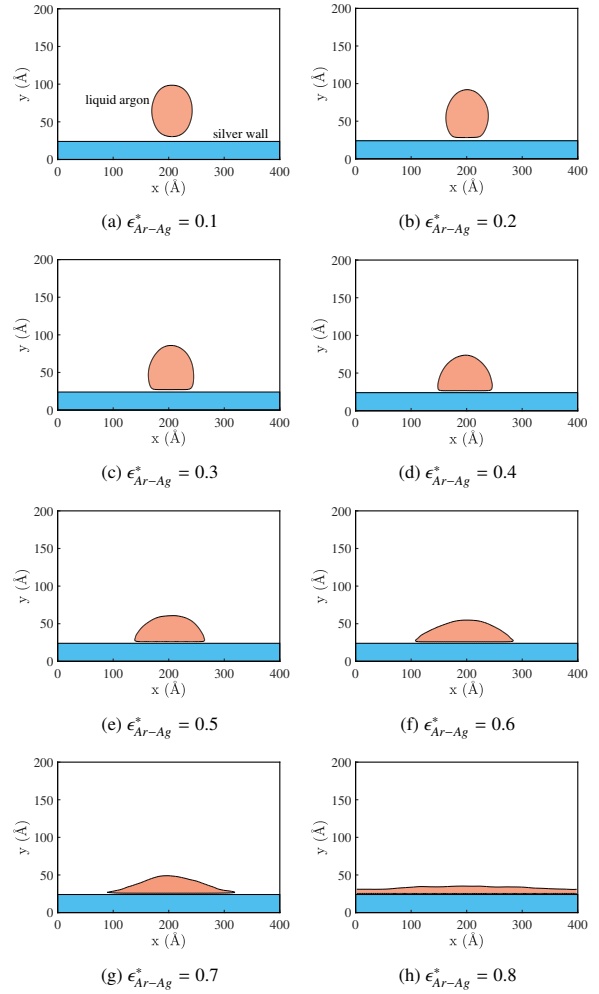 200
150
100
50
0
y (Å)
liquid argon
silver wall
0 100 200 300 400
x (Å)
(a) ϵ*Ar−Ag = 0.1
200
150
100
50
0
y (Å)
0 100 200 300 400
x (Å)
(b) ϵ*Ar−Ag = 0.2
200
150
100
50
0
y (Å)
0 100 200 300 400
x (Å)
(c) ϵ*Ar−Ag = 0.3
200
150
100
50
0
y (Å)
0 100 200 300 400
x (Å)
(d) ϵ*Ar−Ag = 0.4
200
150
100
50
0
y (Å)
0 100 200 300 400
x (Å)
(e) ϵ*Ar−Ag = 0.5
200
150
100
50
0
y (Å)
0 100 200 300 400
x (Å)
(f) ϵ*Ar−Ag = 0.6
200
150
100
50
0
y (Å)
0 100 200 300 400
x (Å)
(g) ϵ*Ar−Ag = 0.7
200
150
100
50
0
y (Å)
0 100 200 300 400
x (Å)
(h) ϵ*Ar−Ag = 0.8